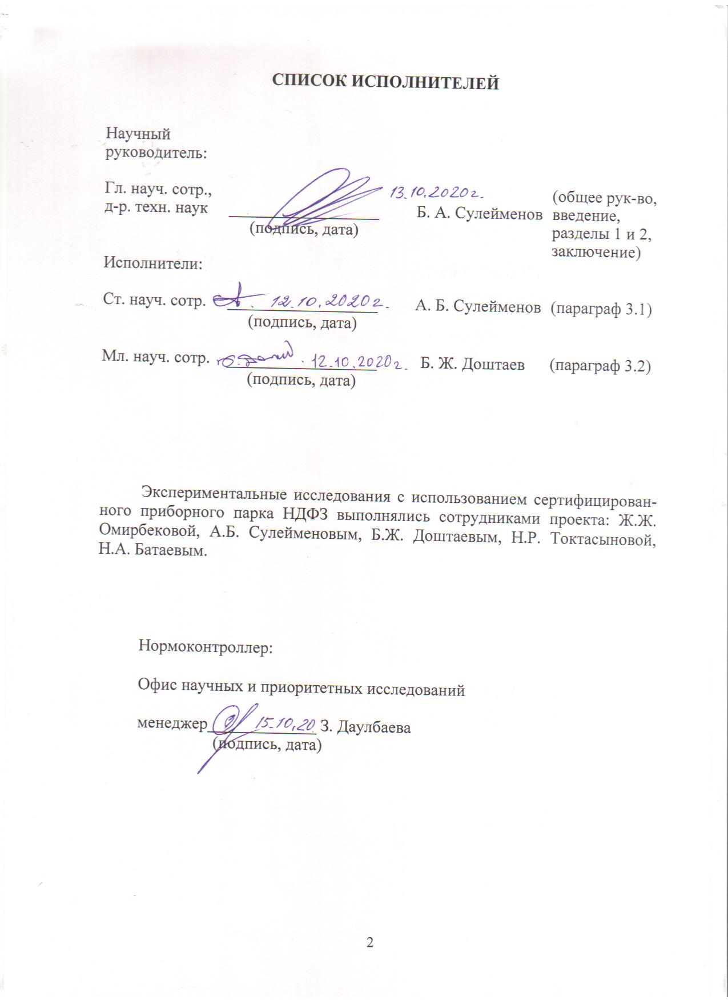 СПИСОК ИСПОЛНИТЕЛЕЙ
Научный
руководитель:
Гл. науч. сотр.,
д-р. техн. наук
13.10.2020г.
Б. А. Сулейменов
(подпись, дата)
(общее рук-во,
введение,
разделы 1 и 2,
заключение)
Исполнители:
Ст. науч. сотр. 12.10.2020г. А. Б. Сулейменов (параграф 3.1)
(подпись, дата)
Мл. науч. сотр. 12.10.2020г. Б. Ж. Доштаев (параграф 3.2)
(подпись, дата)
Экспериментальные исследования с использованием сертифицирован-
ного приборного парка НДФЗ выполнялись сотрудниками проекта: Ж.Ж.
Омирбековой, А.Б. Сулейменовым, Б.Ж. Доштаевым, Н.Р. Токтасыновой,
Н.А. Батаевым.
Нормоконтроллер:
Офис научных и приоритетных исследований
менеджер 15.10.20 З. Даулбаева
(подпись, дата)
2